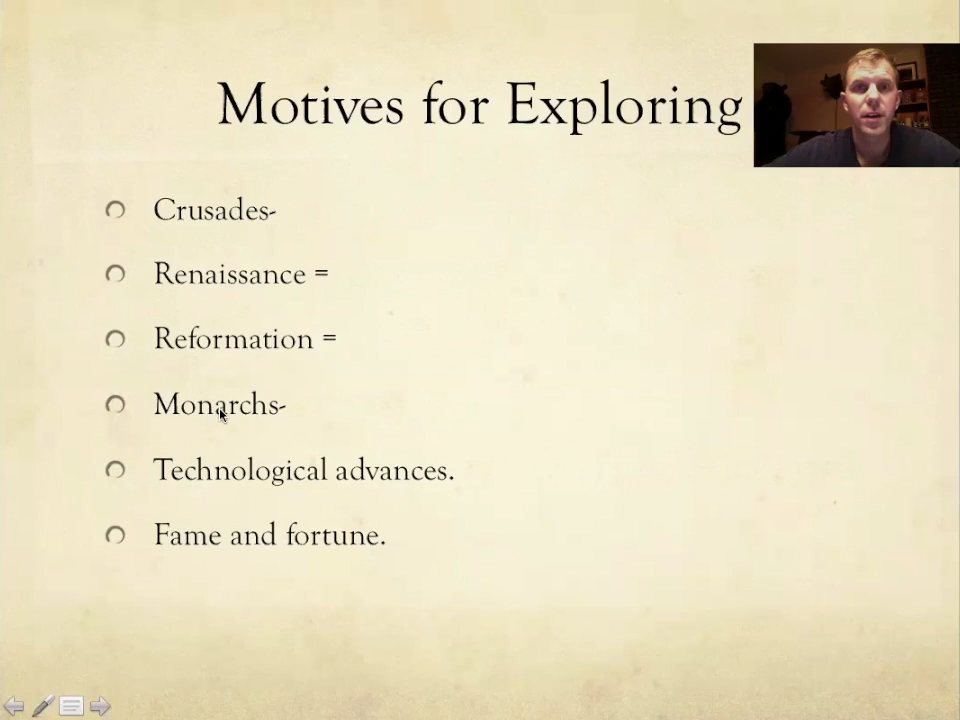 Motives for Exploring
Crusades-
Renaissance =
Reformation =
Monarchs-
Technological advances.
Fame and fortune.